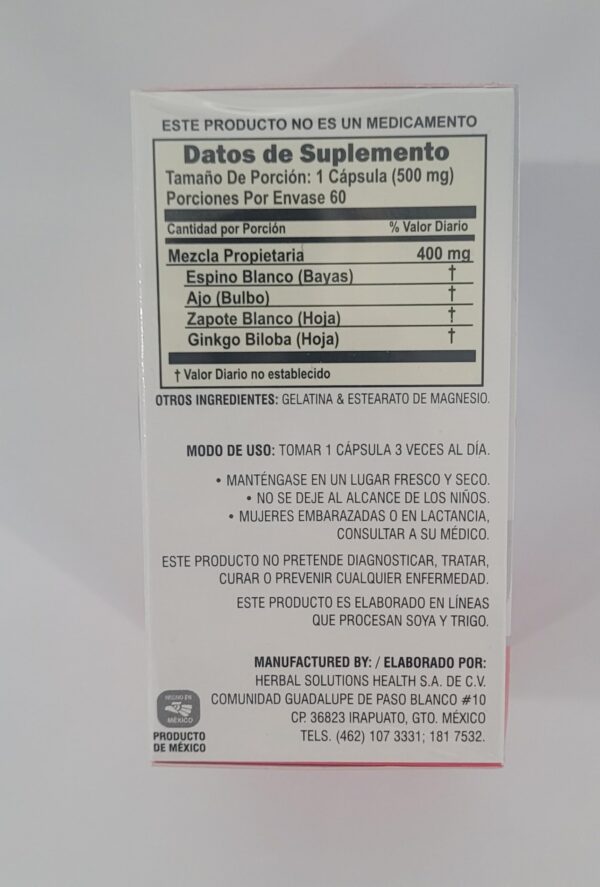 ESTE PRODUCTO NO ES UN MEDICAMENTO
Datos de Suplemento
Tamaño De Porción: 1 Cápsula (500 mg)
Porciones Por Envase 60
Cantidad por Porción % Valor Diario
Mezcla Propietaria 400 mg
Espino Blanco (Bayas) †
Ajo (Bulbo) †
Zapote Blanco (Hoja) †
Ginkgo Biloba (Hoja) †
† Valor Diario no establecido
OTROS INGREDIENTES: GELATINA & ESTEARATO DE MAGNESIO.
MODO DE USO: TOMAR 1 CÁPSULA 3 VECES AL DÍA.
• MANTÉNGASE EN UN LUGAR FRESCO Y SECO.
• NO SE DEJE AL ALCANCE DE LOS NIÑOS.
• MUJERES EMBARAZADAS O EN LACTANCIA,
CONSULTAR A SU MÉDICO.
ESTE PRODUCTO NO PRETENDE DIAGNOSTICAR, TRATAR,
CURAR O PREVENIR CUALQUIER ENFERMEDAD.
ESTE PRODUCTO ES ELABORADO EN LÍNEAS
QUE PROCESAN SOYA Y TRIGO.
MANUFACTURED BY: / ELABORADO POR:
HERBAL SOLUTIONS HEALTH S.A. DE C.V.
COMUNIDAD GUADALUPE DE PASO BLANCO #10
CP. 36823 IRAPUATO, GTO. MÉXICO
TELS. (462) 107 3331; 181 7532.
HECHO EN
MÉXICO
PRODUCTO
DE MÉXICO